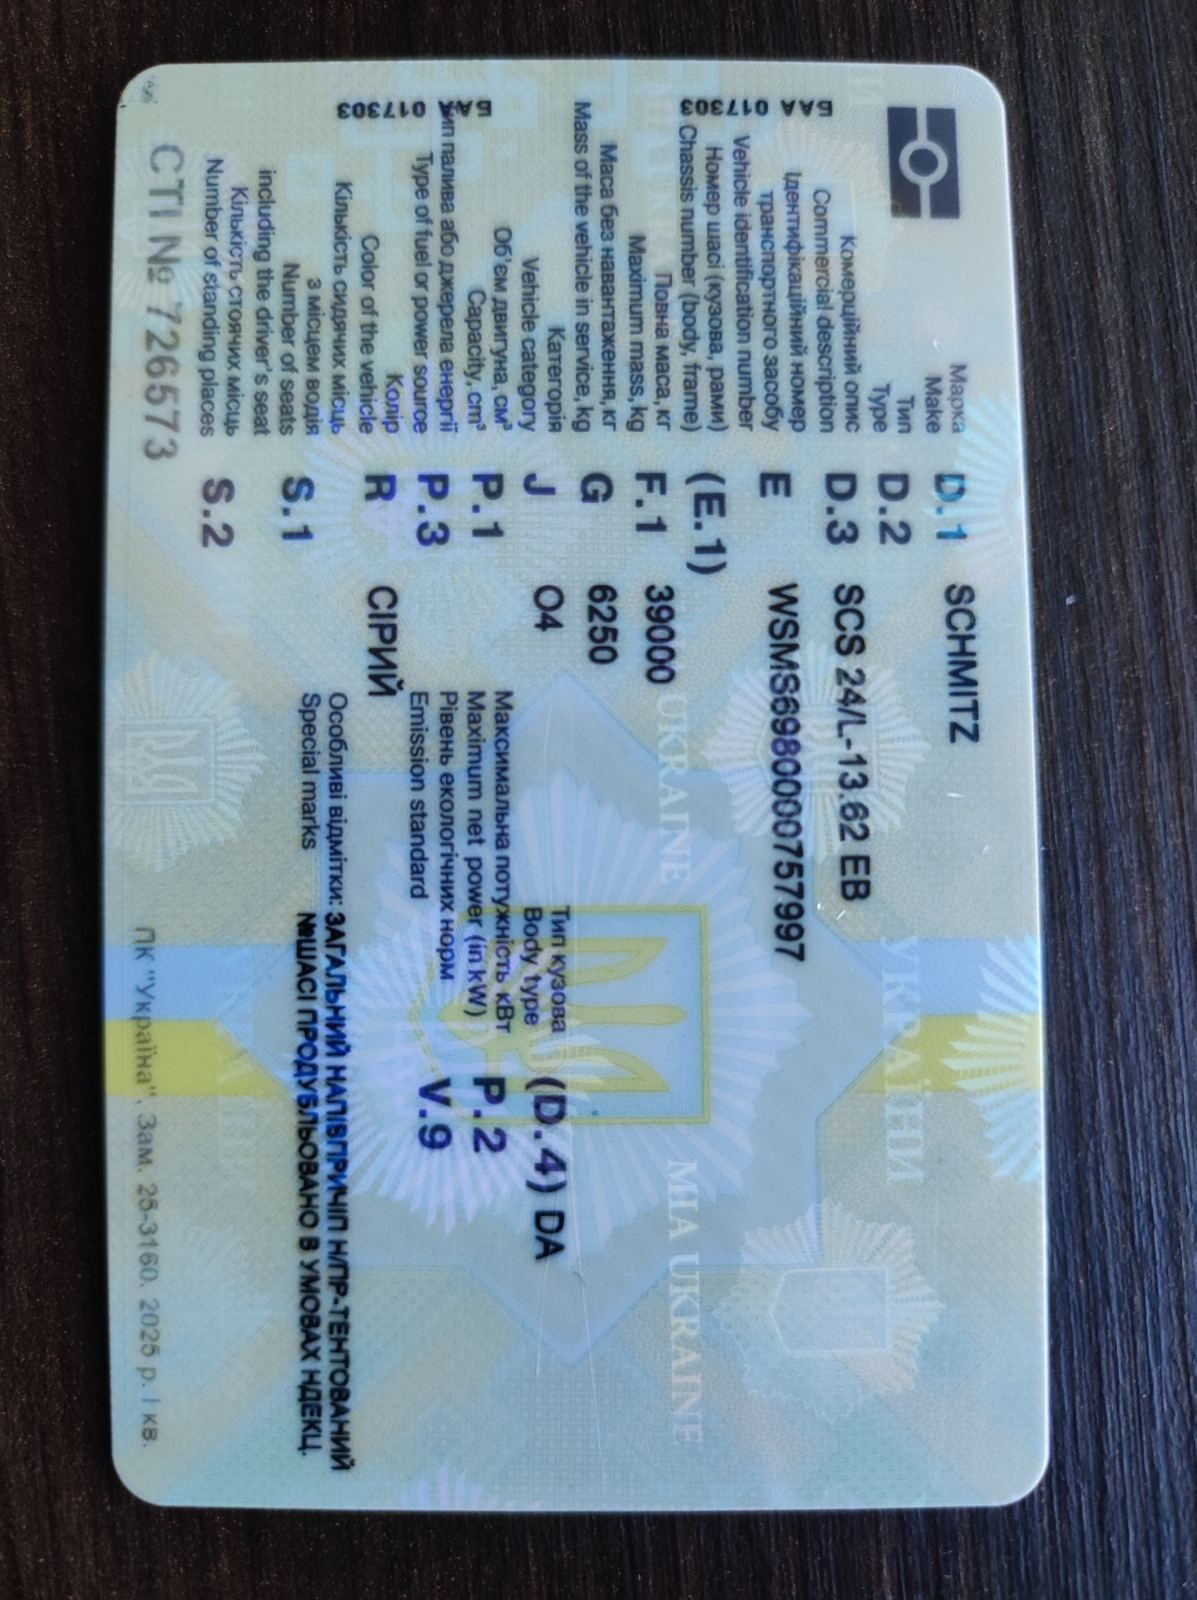 Марка
Make D.1 SCHMITZ
Тип
Type D.2
Комерційний опис
Commercial description D.3 SCS 24/L-13.62 EB
Ідентифікаційний номер
транспортного засобу
Vehicle identification number E WSMS6980000757997
Номер шасі (кузова, рами)
Chassis number (body, frame) (E.1)
Повна маса, кг
Maximum mass, kg F.1 39000
Маса без навантаження, кг
Mass of the vehicle in service, kg G 6250
Категорія
Vehicle category J O4
Тип кузова
Body type (D.4) DA
Об'єм двигуна, см³
Capacity, cm³ P.1
Максимальна потужність кВт
Maximum net power (in kW) P.2
Тип палива або джерела енергії
Type of fuel or power source P.3
Рівень екологічних норм
Emission standard V.9
Колір
Color of the vehicle R СІРИЙ
Кількість сидячих місць
з місцем водія
Number of seats
including the driver's seat S.1
Особливі відмітки: ЗАГАЛЬНИЙ НАПІВПРИЧІП Н/ПР-ТЕНТОВАНИЙ
Special marks №ШАСІ ПРОДУБЛЬОВАНО В УМОВАХ НДЕКЦ.
Кількість стоячих місць
Number of standing places S.2
СТІ № 726573
ПК "Україна". Зам. 25-3160. 2025 р. І кв.
БАА 017303
БАА 017303
УКРАЇНИ
UKRAINE
MIA UKRAINE